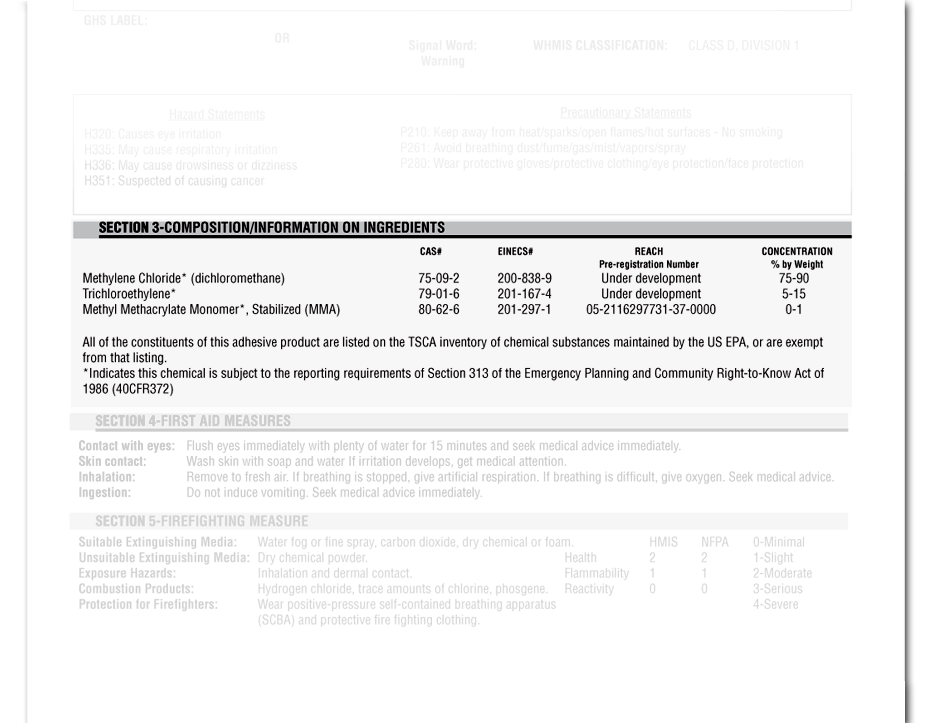 GHS LABEL:
OR
Signal Word:
Warning
WHMIS CLASSIFICATION: CLASS D, DIVISION 1
Hazard Statements
H320: Causes eye irritation
H335: May cause respiratory irritation
H336: May cause drowsiness or dizziness
H351: Suspected of causing cancer
Precautionary Statements
P210: Keep away from heat/sparks/open flames/hot surfaces - No smoking
P261: Avoid breathing dust/fume/gas/mist/vapors/spray
P280: Wear protective gloves/protective clothing/eye protection/face protection
SECTION 3-COMPOSITION/INFORMATION ON INGREDIENTS
CAS# EINECS# REACH CONCENTRATION
Pre-registration Number % by Weight
Methylene Chloride* (dichloromethane) 75-09-2 200-838-9 Under development 75-90
Trichloroethylene* 79-01-6 201-167-4 Under development 5-15
Methyl Methacrylate Monomer*, Stabilized (MMA) 80-62-6 201-297-1 05-2116297731-37-0000 0-1
All of the constituents of this adhesive product are listed on the TSCA inventory of chemical substances maintained by the US EPA, or are exempt
from that listing.
*Indicates this chemical is subject to the reporting requirements of Section 313 of the Emergency Planning and Community Right-to-Know Act of
1986 (40CFR372)
SECTION 4-FIRST AID MEASURES
Contact with eyes: Flush eyes immediately with plenty of water for 15 minutes and seek medical advice immediately.
Skin contact: Wash skin with soap and water If irritation develops, get medical attention.
Inhalation: Remove to fresh air. If breathing is stopped, give artificial respiration. If breathing is difficult, give oxygen. Seek medical advice.
Ingestion: Do not induce vomiting. Seek medical advice immediately.
SECTION 5-FIREFIGHTING MEASURE
Suitable Extinguishing Media: Water fog or fine spray, carbon dioxide, dry chemical or foam. HMIS NFPA 0-Minimal
Unsuitable Extinguishing Media: Dry chemical powder. Health 2 2 1-Slight
Exposure Hazards: Inhalation and dermal contact. Flammability 1 1 2-Moderate
Combustion Products: Hydrogen chloride, trace amounts of chlorine, phosgene. Reactivity 0 0 3-Serious
Protection for Firefighters: Wear positive-pressure self-contained breathing apparatus 4-Severe
(SCBA) and protective fire fighting clothing.